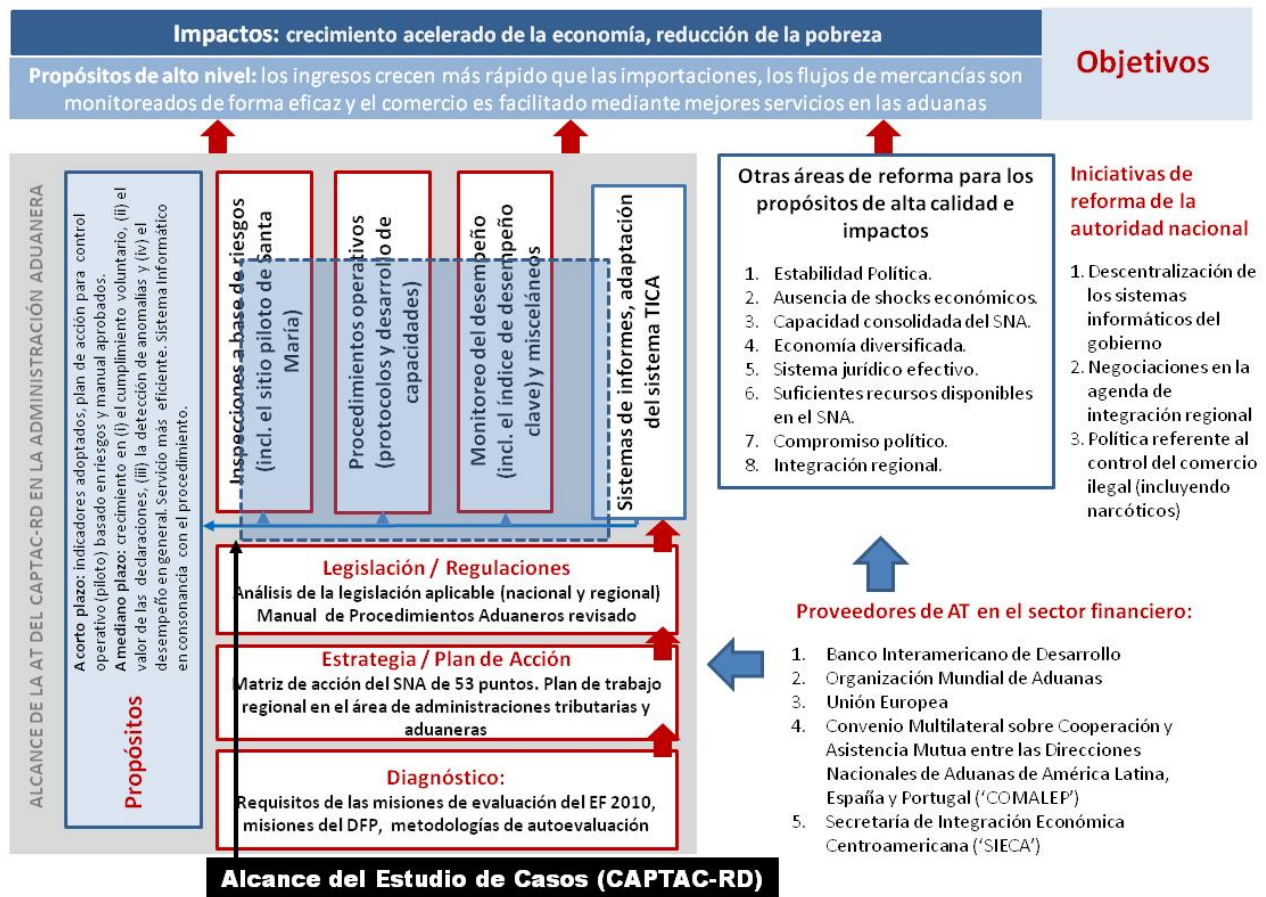 Impactos: crecimiento acelerado de la economía, reducción de la pobreza
Propósitos de alto nivel: los ingresos crecen más rápido que las importaciones, los flujos de mercancías son
monitoreados de forma eficaz y el comercio es facilitado mediante mejores servicios en las aduanas
Objetivos
ALCANCE DE LA AT DEL CAPTAC-RD EN LA ADMINISTRACIÓN ADUANERA
Propósitos
A corto plazo: indicadores adoptados, plan de acción para control
operativo (piloto) basado en riesgos y manual aprobados.
A mediano plazo: crecimiento en (i) el cumplimiento voluntario, (ii) el
valor de las declaraciones, (iii) la detección de anomalías y (iv) el
desempeño en general. Servicio más eficiente. Sistema Informático
en consonancia con el procedimiento.
Inspecciones a base de riesgos
(incl. el sitio piloto de Santa
María)
Procedimientos operativos
(protocolos y desarrollo de
capacidades)
Monitoreo del desempeño
(incl. el índice de desempeño
clave) y misceláneos
Sistemas de informes, adaptación
del sistema TICA
Legislación / Regulaciones
Análisis de la legislación aplicable (nacional y regional)
Manual de Procedimientos Aduaneros revisado
Estrategia / Plan de Acción
Matriz de acción del SNA de 53 puntos. Plan de trabajo
regional en el área de administraciones tributarias y
aduaneras
Diagnóstico:
Requisitos de las misiones de evaluación del EF 2010,
misiones del DFP, metodologías de autoevaluación
Alcance del Estudio de Casos (CAPTAC-RD)
Otras áreas de reforma para los
propósitos de alta calidad e
impactos
1. Estabilidad Política.
2. Ausencia de shocks económicos.
3. Capacidad consolidada del SNA.
4. Economía diversificada.
5. Sistema jurídico efectivo.
6. Suficientes recursos disponibles
en el SNA.
7. Compromiso político.
8. Integración regional.
Iniciativas de
reforma de la
autoridad nacional
1. Descentralización de
los sistemas
informáticos del
gobierno
2. Negociaciones en la
agenda de
integración regional
3. Política referente al
control del comercio
ilegal (incluyendo
narcóticos)
Proveedores de AT en el sector financiero:
1. Banco Interamericano de Desarrollo
2. Organización Mundial de Aduanas
3. Unión Europea
4. Convenio Multilateral sobre Cooperación y
Asistencia Mutua entre las Direcciones
Nacionales de Aduanas de América Latina,
España y Portugal ('COMALEP')
5. Secretaría de Integración Económica
Centroamericana ('SIECA')